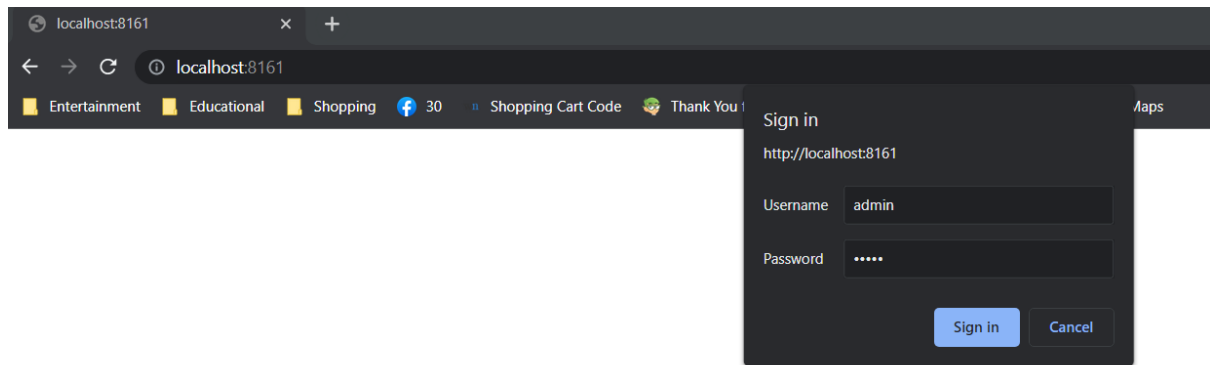 localhost:8161
localhost:8161
Entertainment Educational Shopping 30 n Shopping Cart Code Thank You Maps
Sign in
http://localhost:8161
Username admin
Password •••••
Sign in Cancel